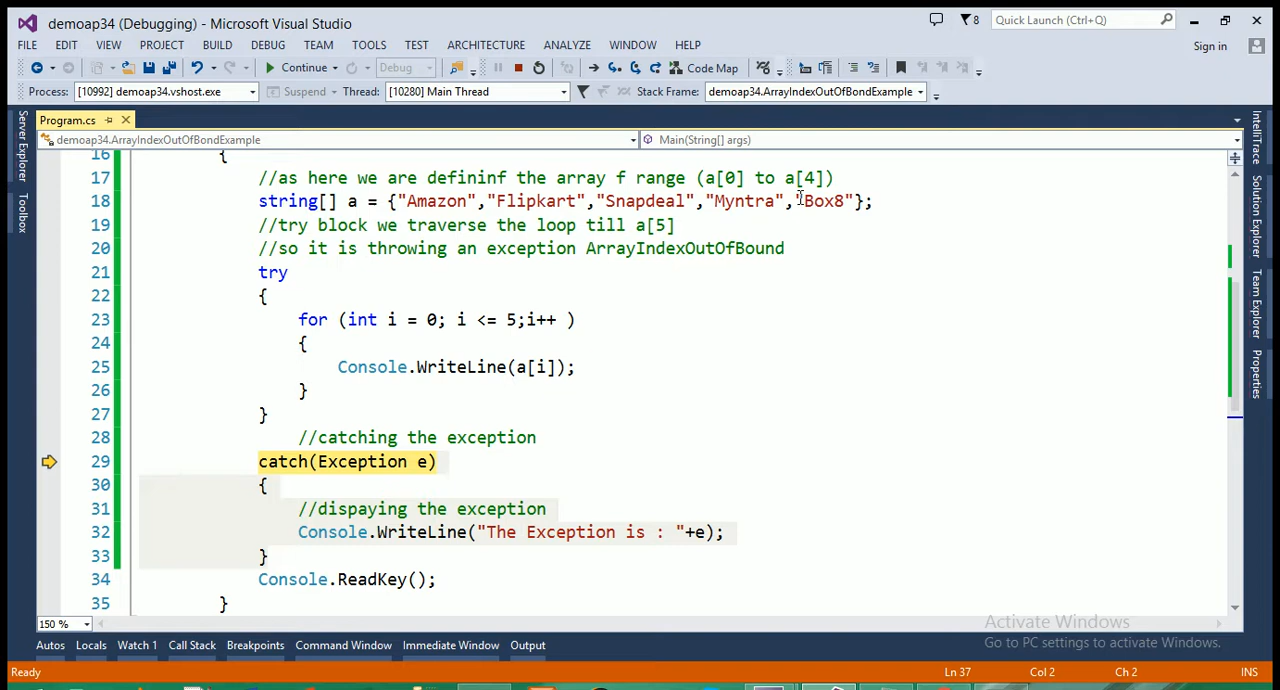 demoap34 (Debugging) - Microsoft Visual Studio
8
Quick Launch (Ctrl+Q)
FILE EDIT VIEW PROJECT BUILD DEBUG TEAM TOOLS TEST ARCHITECTURE ANALYZE WINDOW HELP
Sign in
Continue Debug Code Map
Process: [10992] demoap34.vshost.exe Suspend Thread: [10280] Main Thread Stack Frame: demoap34.ArrayIndexOutOfBondExample
Program.cs
demoap34.ArrayIndexOutOfBondExample Main(String[] args)
16 {
17 //as here we are defininf the array f range (a[0] to a[4])
18 string[] a = {"Amazon","Flipkart","Snapdeal","Myntra","Box8"};
19 //try block we traverse the loop till a[5]
20 //so it is throwing an exception ArrayIndexOutOfBound
21 try
22 {
23 for (int i = 0; i <= 5;i++ )
24 {
25 Console.WriteLine(a[i]);
26 }
27 }
28 //catching the exception
29 catch(Exception e)
30 {
31 //dispaying the exception
32 Console.WriteLine("The Exception is : "+e);
33 }
34 Console.ReadKey();
35 }
Server Explorer
Toolbox
IntelliTrace
Solution Explorer
Team Explorer
Properties
150 %
Activate Windows
Go to PC settings to activate Windows.
Autos Locals Watch 1 Call Stack Breakpoints Command Window Immediate Window Output
Ready Ln 37 Col 2 Ch 2 INS